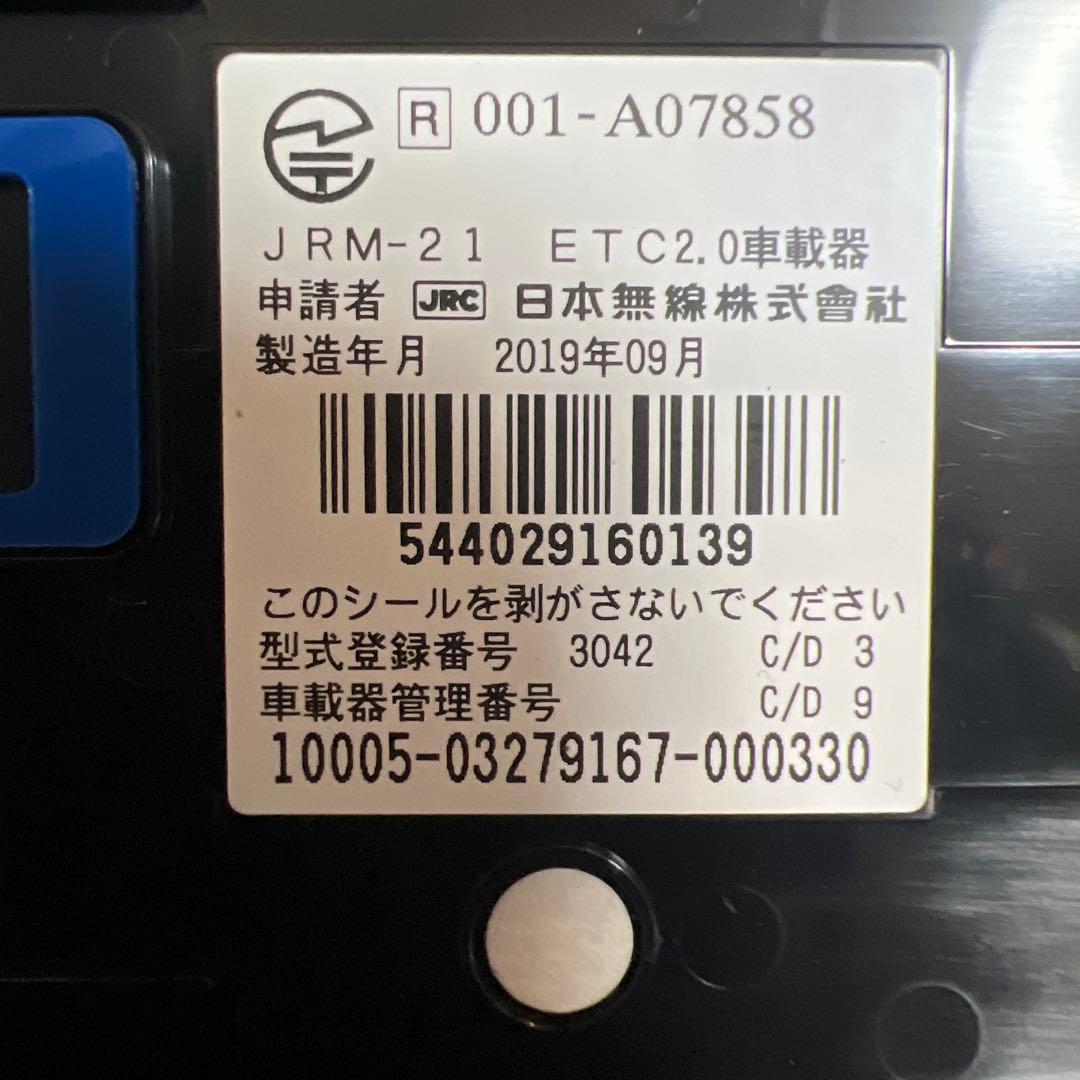 R 001-A07858
JRM-21 ETC2.0車載器
申請者 JRC 日本無線株式會社
製造年月 2019年09月
544029160139
このシールを剥がさないでください
型式登録番号 3042 C/D 3
車載器管理番号 C/D 9
10005-03279167-000330